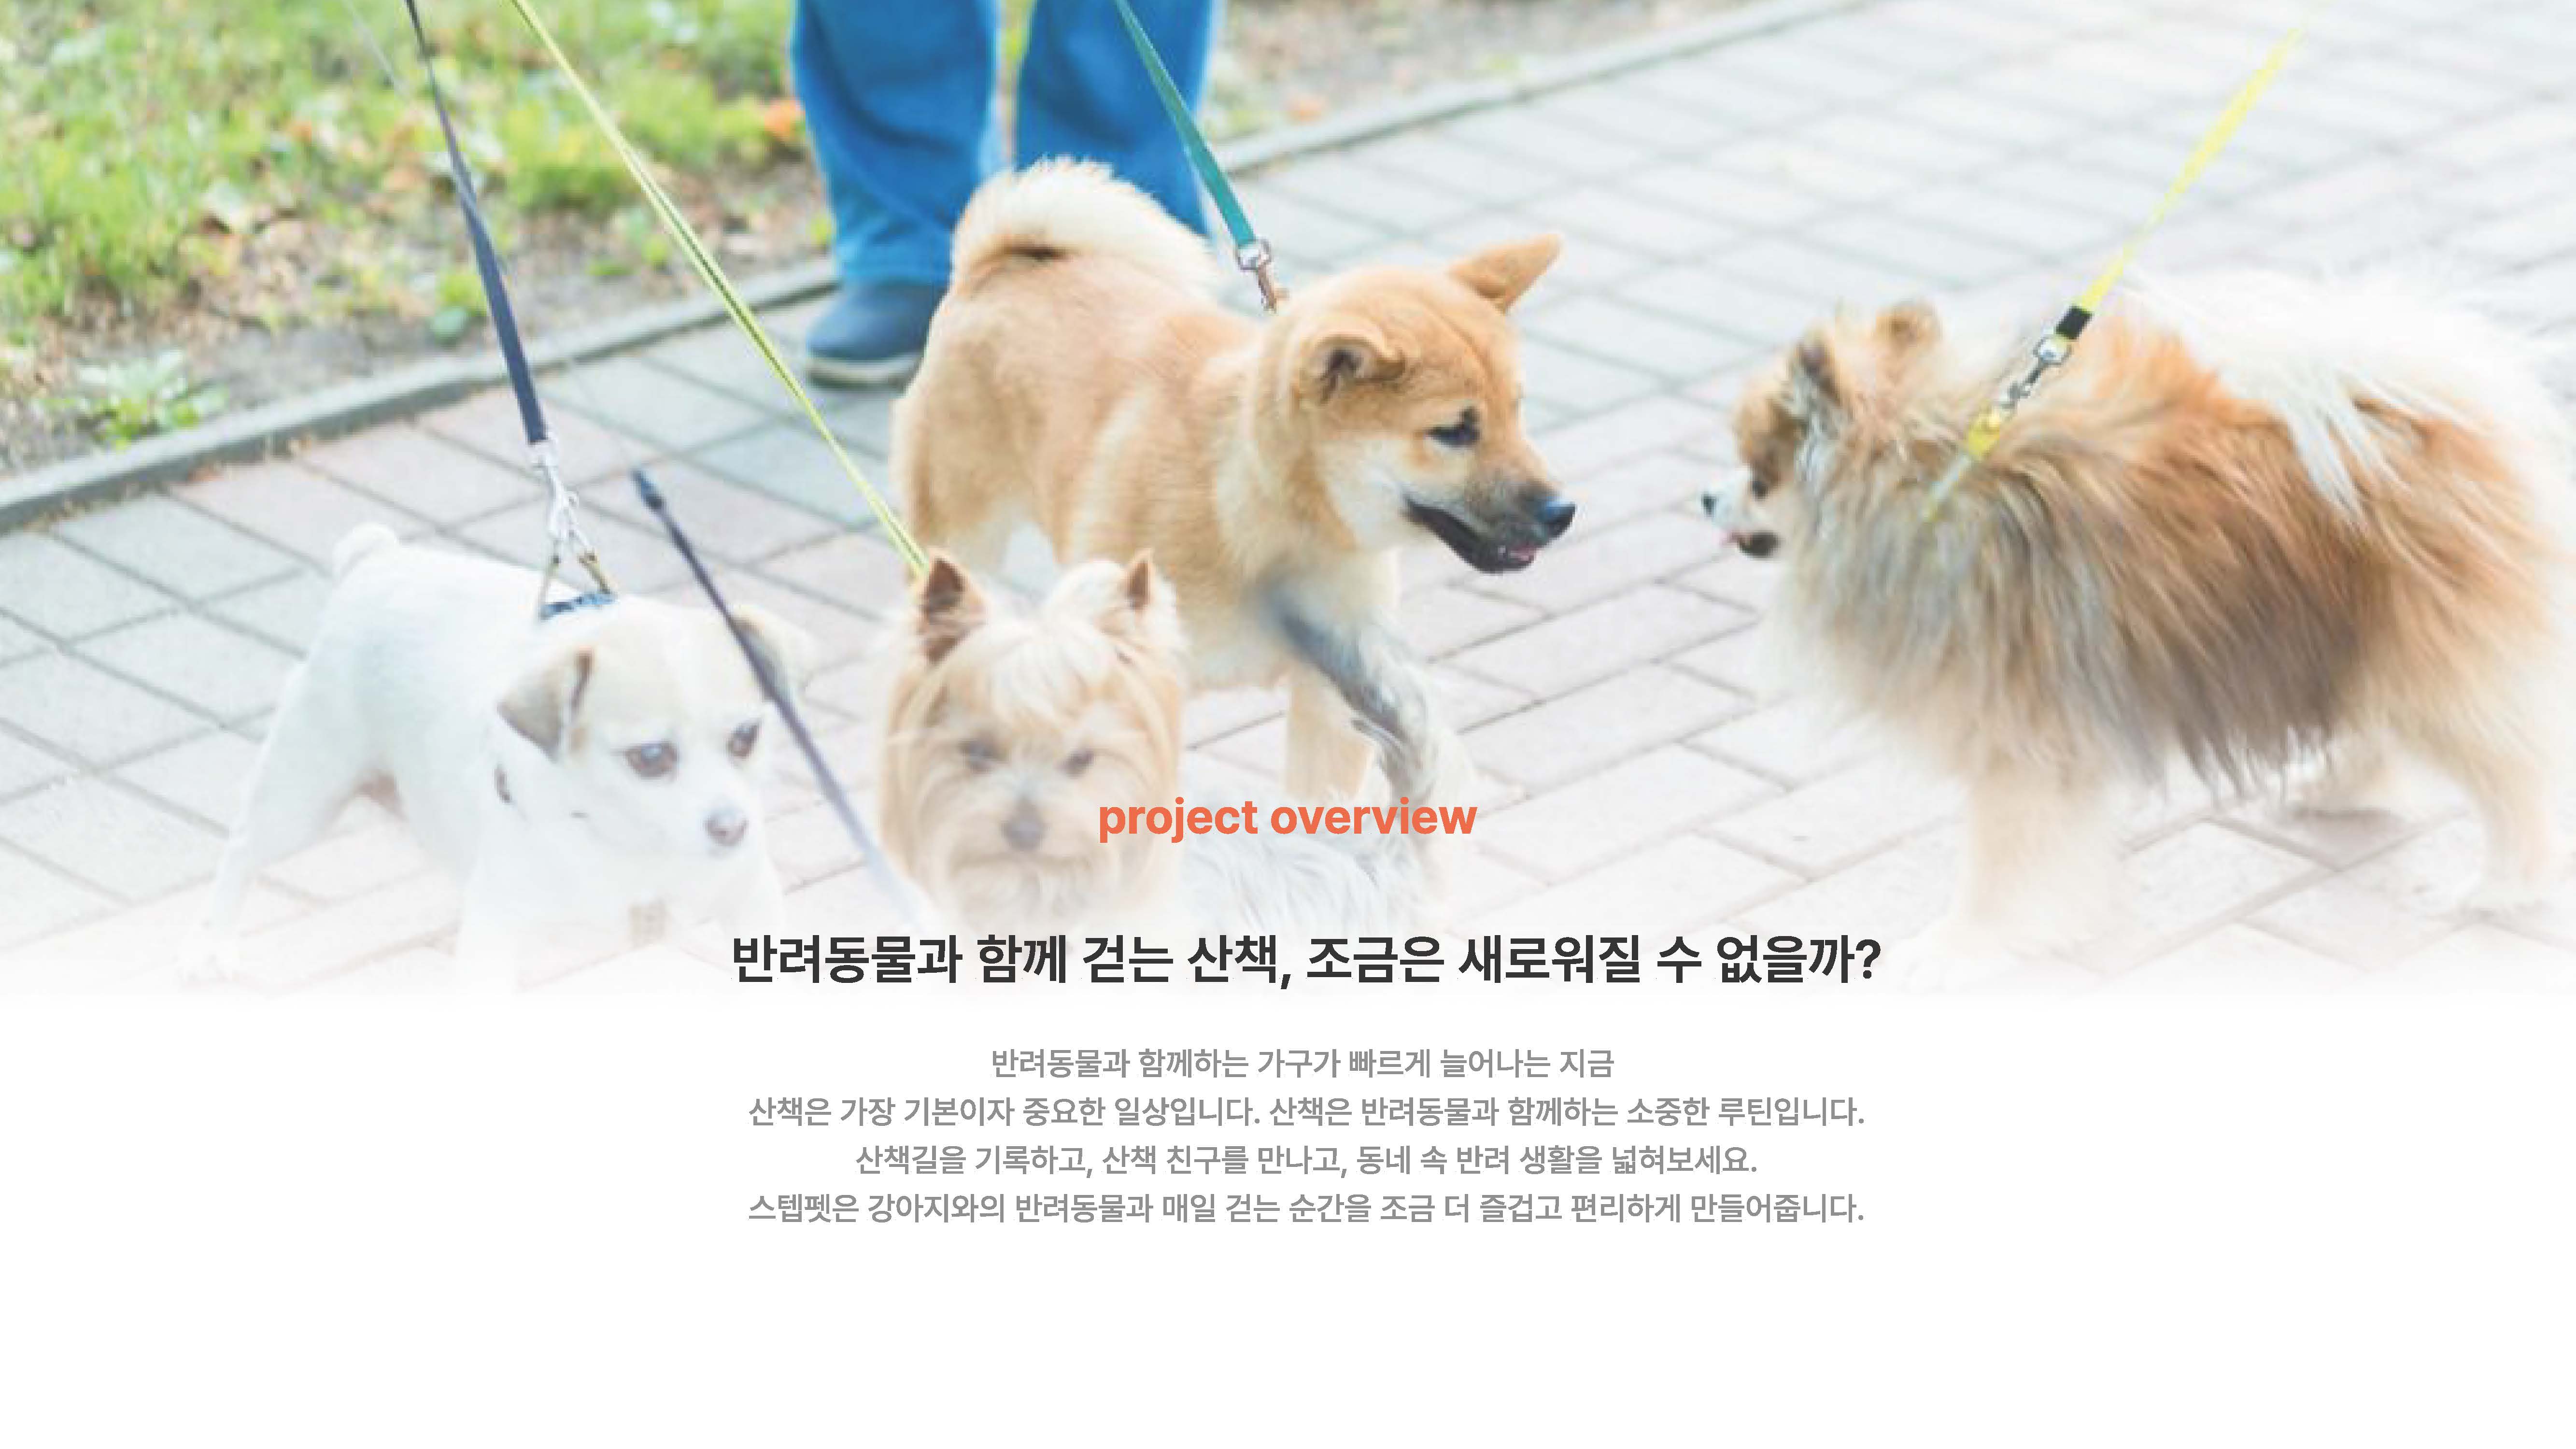 project overview
반려동물과 함께 걷는 산책, 조금은 새로워질 수 없을까?
반려동물과 함께하는 가구가 빠르게 늘어나는 지금
산책은 가장 기본이자 중요한 일상입니다. 산책은 반려동물과 함께하는 소중한 루틴입니다.
산책길을 기록하고, 산책 친구를 만나고, 동네 속 반려 생활을 넓혀보세요.
스텝펫은 강아지와의 반려동물과 매일 걷는 순간을 조금 더 즐겁고 편리하게 만들어줍니다.